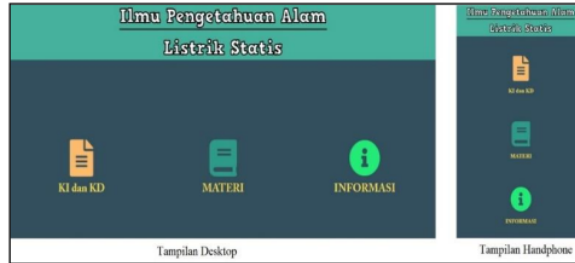 Ilmu Pengetahuan Alam
Listrik Statis
KI dan KD
MATERI
INFORMASI
Tampilan Desktop
Ilmu Pengetahuan Alam
Listrik Statis
KI dan KD
MATERI
INFORMASI
Tampilan Handphone